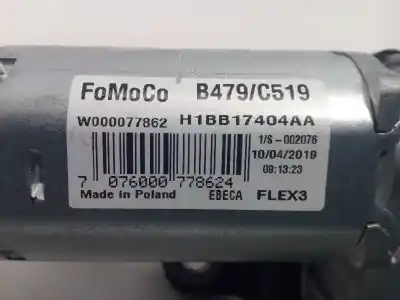 FoMoCo B479/C519
W000077862 H1BB17404AA
1/S-002076
10/04/2019
09:13:23
7 076000 778624
Made in Poland EBECA FLEX3